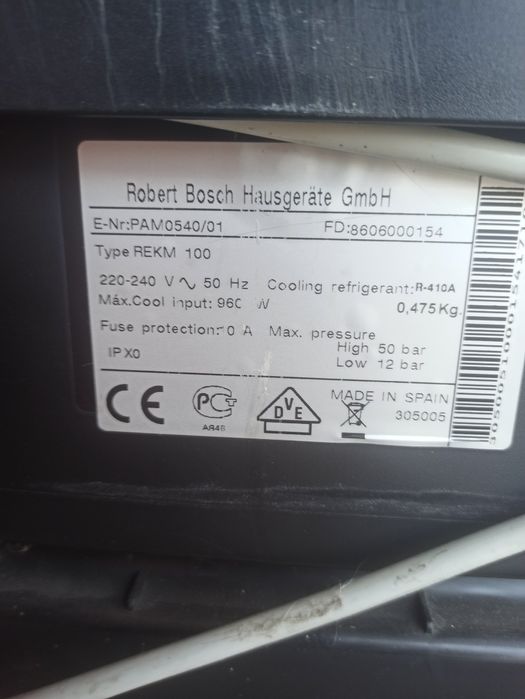 Robert Bosch Hausgeräte GmbH
E-Nr:PAM0540/01 FD:8606000154
Type REKM 100
220-240 V ∿ 50 Hz Cooling refrigerant:R-410A
Máx.Cool input: 960 W 0,475Kg.
Fuse protection: A Max. pressure
High 50 bar
IP X0
Low 12 bar
CE
PC
DVE
MADE IN SPAIN
305005